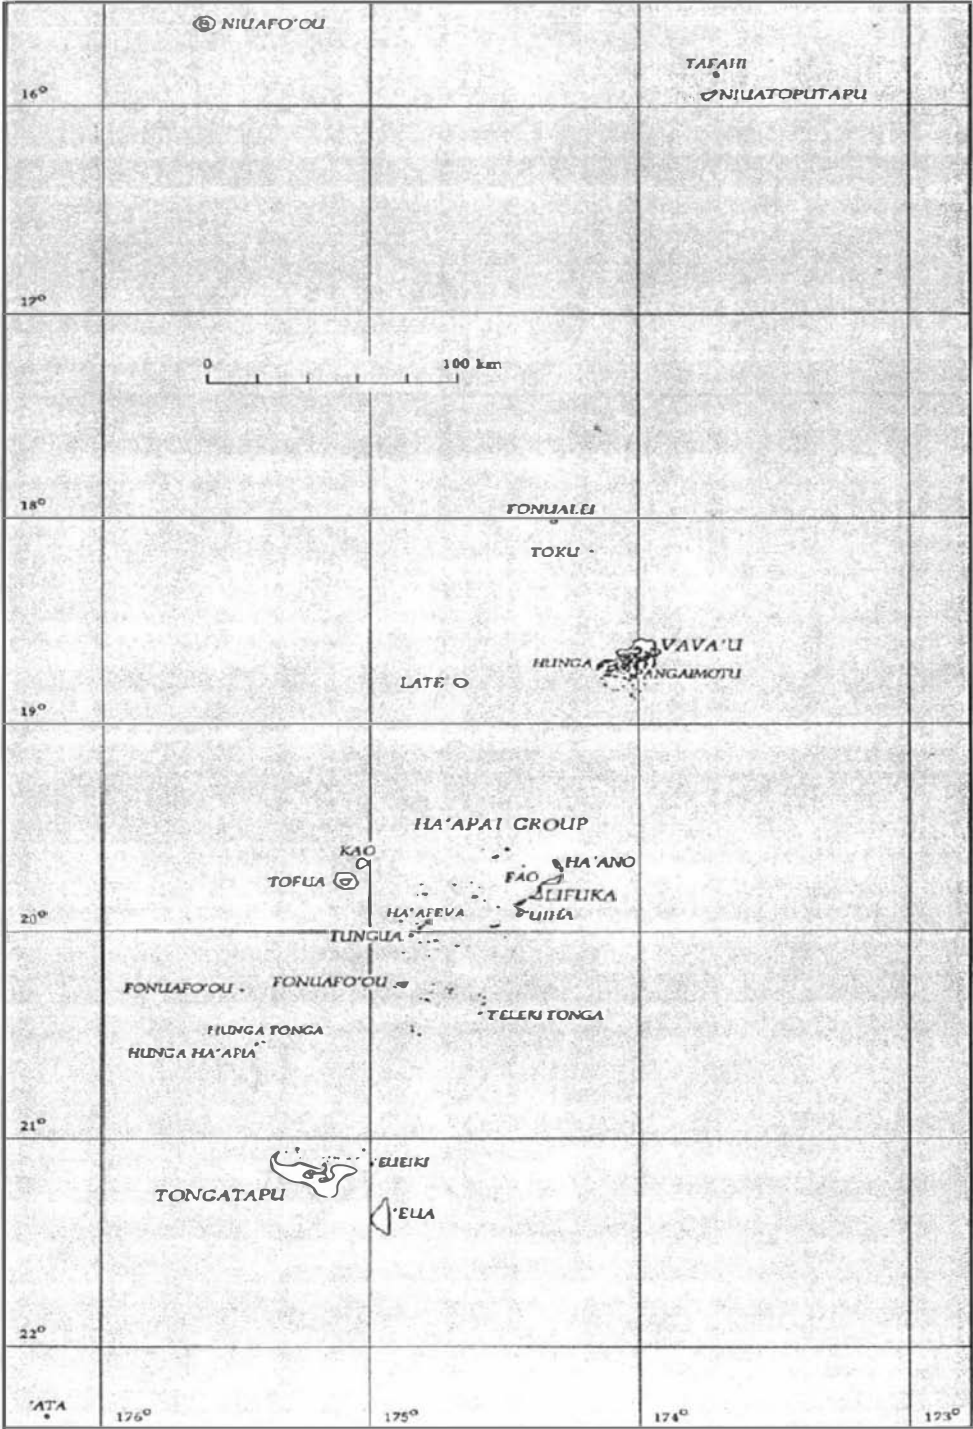 NIUAFO'OU
TAFAHI
NIUATOPUTAPU
16°
17°
0 100 km
18°
FONUALEI
TOKU
VAVA'U
HUNGA
PANGAIMOTU
LATE
19°
HA'APAI GROUP
KAO
HA'ANO
TOFUA
FAO
LIFUKA
HA'AFEVA
UIHA
20°
TUNGUA
FONUAFO'OU
FONUAFO'OU
TELEKI TONGA
HUNGA TONGA
HUNGA HA'APIA
21°
'EUEIKI
TONGATAPU
'EUA
22°
'ATA
176° 175° 174° 173°